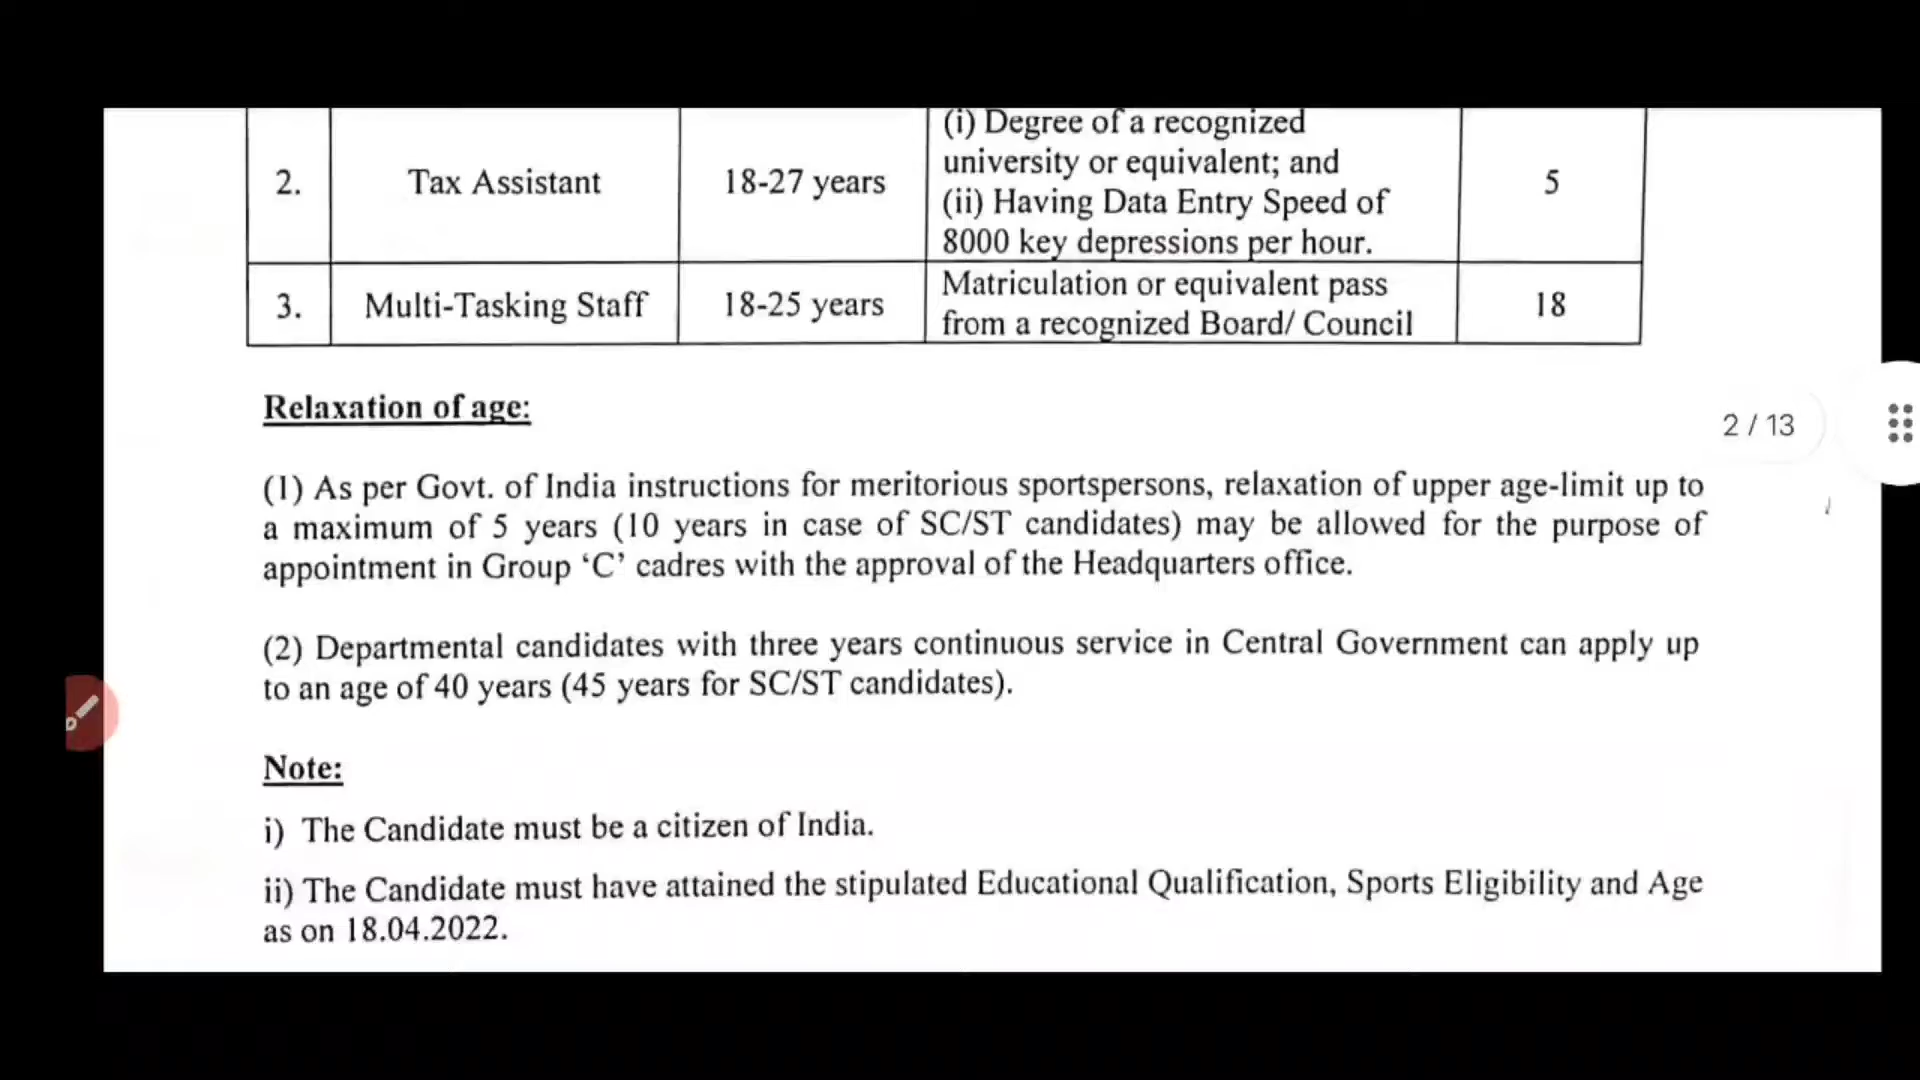 2.
Tax Assistant
18-27 years
(i) Degree of a recognized
university or equivalent; and
(ii) Having Data Entry Speed of
8000 key depressions per hour.
5
3.
Multi-Tasking Staff
18-25 years
Matriculation or equivalent pass
from a recognized Board/ Council
18
Relaxation of age:
2 / 13
(1) As per Govt. of India instructions for meritorious sportspersons, relaxation of upper age-limit up to
a maximum of 5 years (10 years in case of SC/ST candidates) may be allowed for the purpose of
appointment in Group ‘C’ cadres with the approval of the Headquarters office.
(2) Departmental candidates with three years continuous service in Central Government can apply up
to an age of 40 years (45 years for SC/ST candidates).
Note:
i) The Candidate must be a citizen of India.
ii) The Candidate must have attained the stipulated Educational Qualification, Sports Eligibility and Age
as on 18.04.2022.